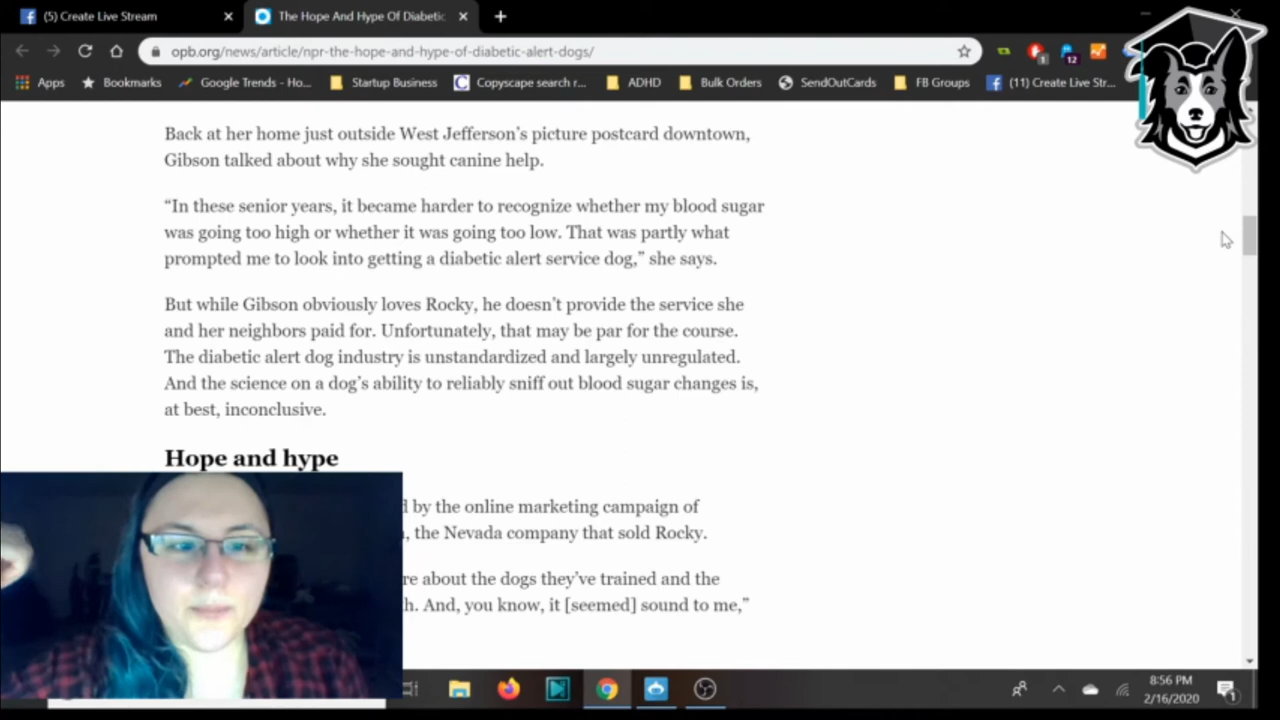 (5) Create Live Stream
The Hope And Hype Of Diabetic
opb.org/news/article/npr-the-hope-and-hype-of-diabetic-alert-dogs/
1
12
Apps
Bookmarks
Google Trends - Ho...
Startup Business
Copyscape search r...
ADHD
Bulk Orders
SendOutCards
FB Groups
(11) Create Live Str...
Back at her home just outside West Jefferson’s picture postcard downtown,
Gibson talked about why she sought canine help.
“In these senior years, it became harder to recognize whether my blood sugar
was going too high or whether it was going too low. That was partly what
prompted me to look into getting a diabetic alert service dog,” she says.
But while Gibson obviously loves Rocky, he doesn’t provide the service she
and her neighbors paid for. Unfortunately, that may be par for the course.
The diabetic alert dog industry is unstandardized and largely unregulated.
And the science on a dog’s ability to reliably sniff out blood sugar changes is,
at best, inconclusive.
Hope and hype
by the online marketing campaign of
, the Nevada company that sold Rocky.
about the dogs they’ve trained and the
And, you know, it [seemed] sound to me,”
8:56 PM
2/16/2020
1